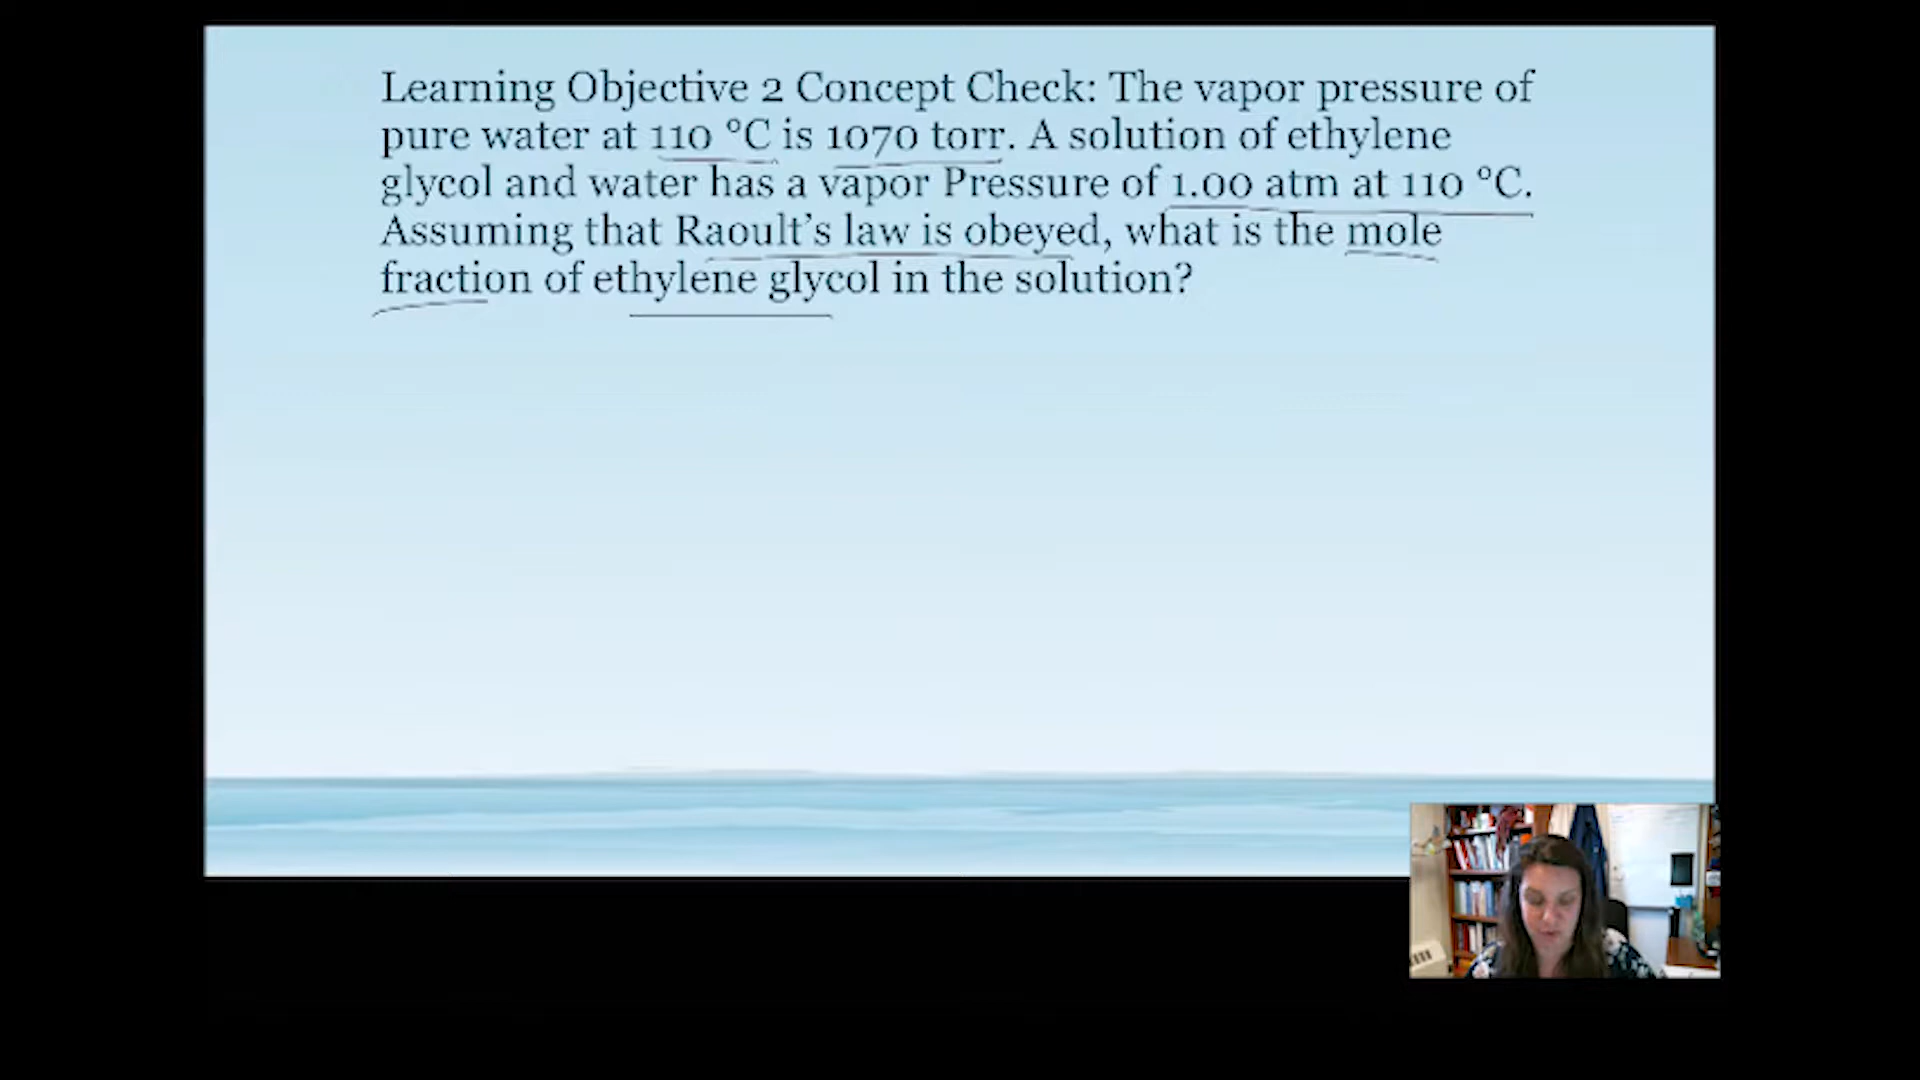 Learning Objective 2 Concept Check: The vapor pressure of
pure water at 110 °C is 1070 torr. A solution of ethylene
glycol and water has a vapor Pressure of 1.00 atm at 110 °C.
Assuming that Raoult's law is obeyed, what is the mole
fraction of ethylene glycol in the solution?